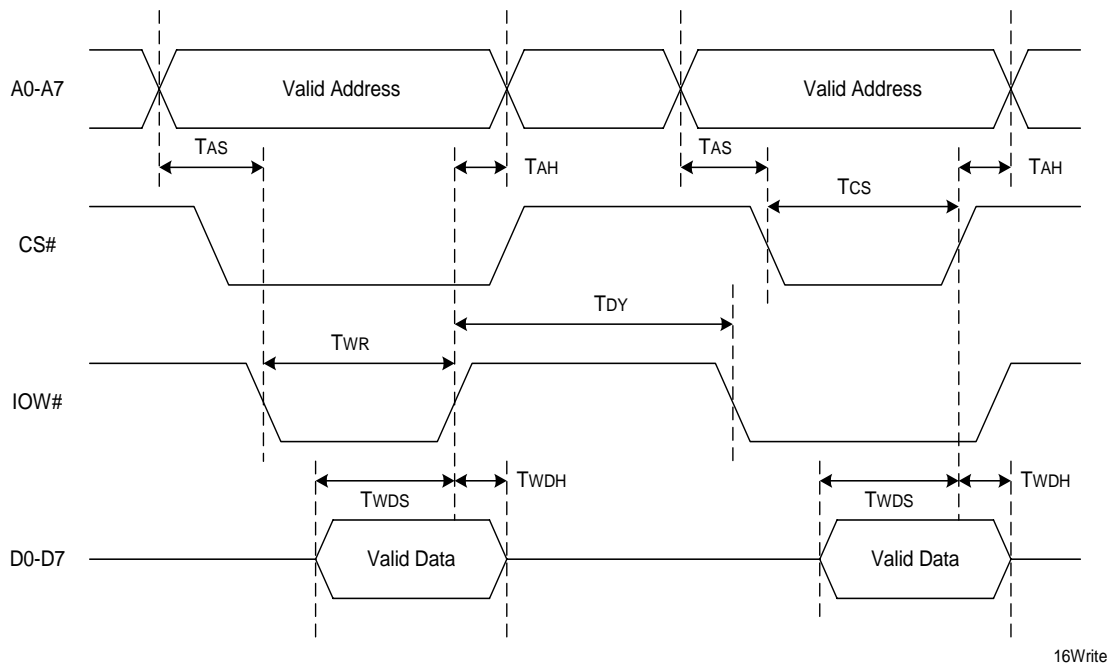 A0-A7
Valid Address
Valid Address
TAS
TAH
TAS
TAH
TCS
CS#
TDY
TWR
IOW#
TWDS
TWDH
TWDS
TWDH
D0-D7
Valid Data
Valid Data
16Write